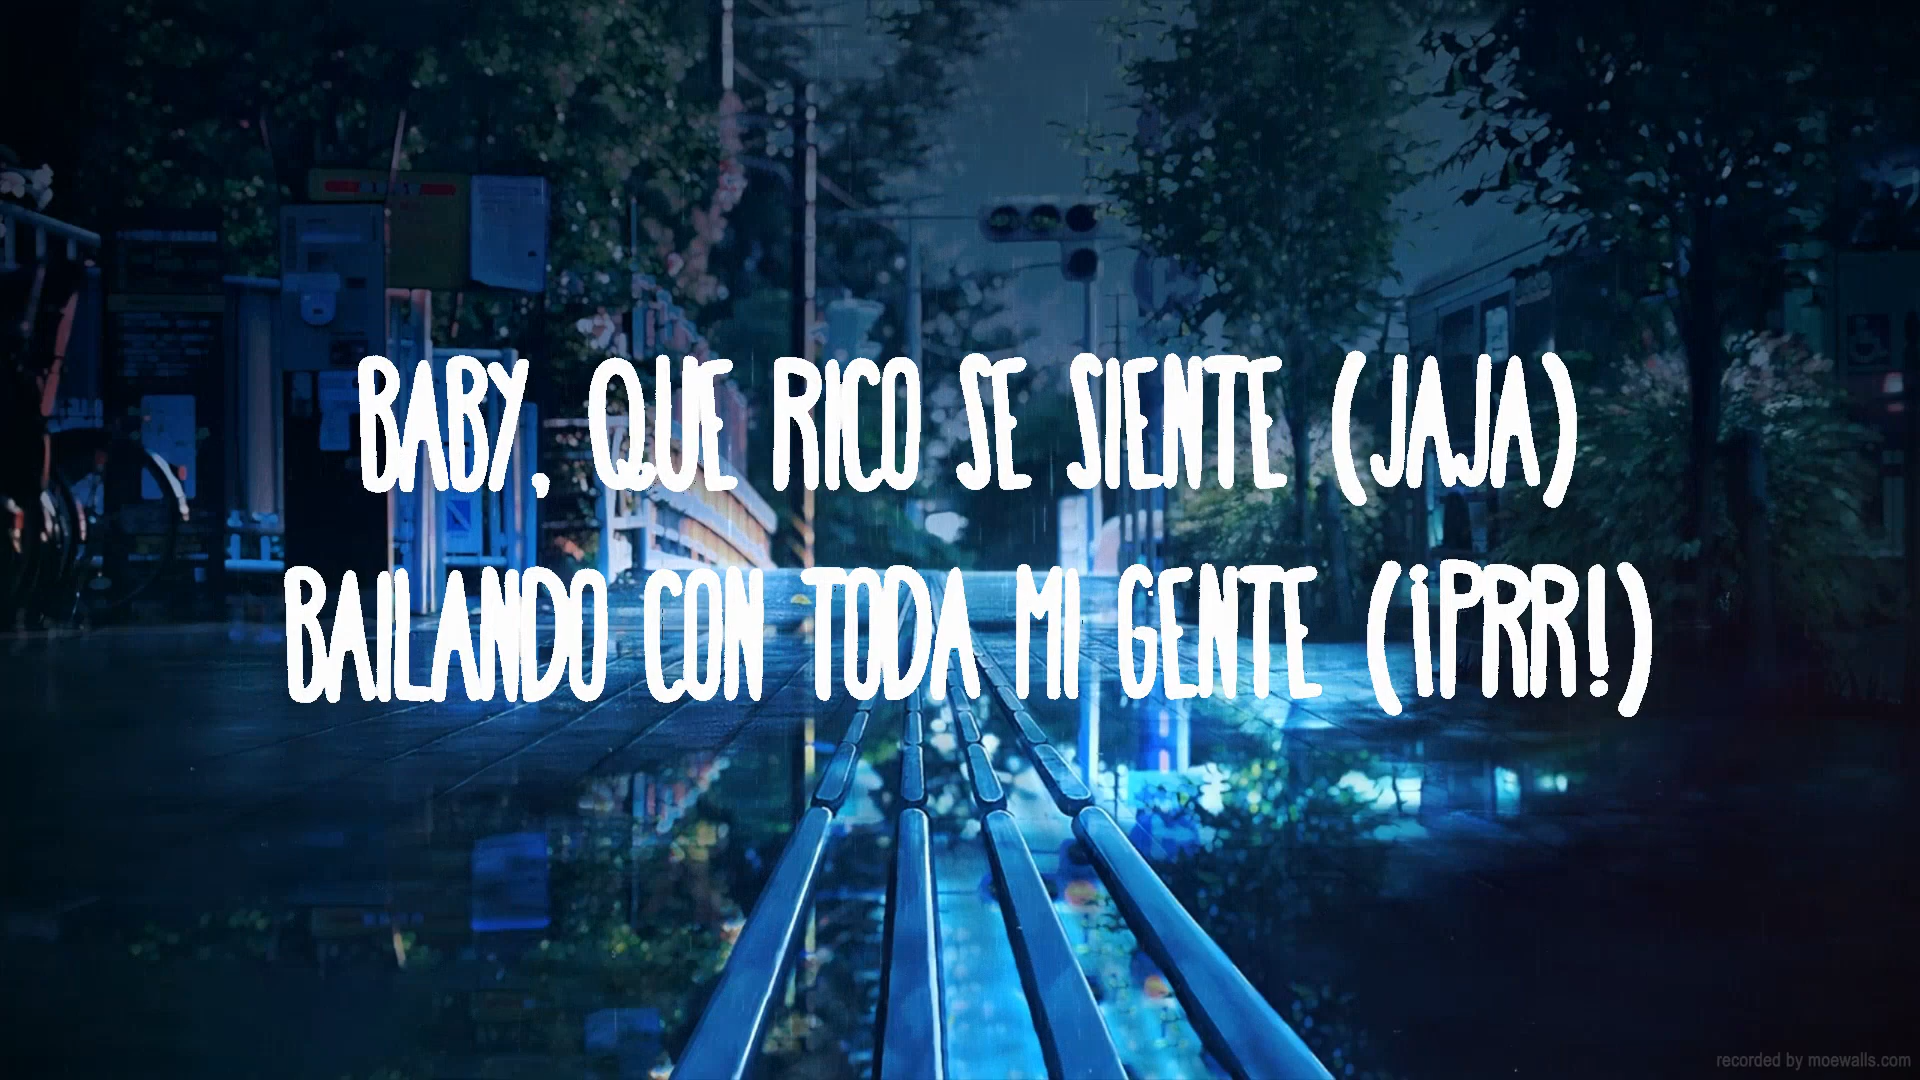 BABY, QUE RICO SE SIENTE (JAJA)
BAILANDO CON TODA MI GENTE (¡PRR!)
recorded by moewalls.com